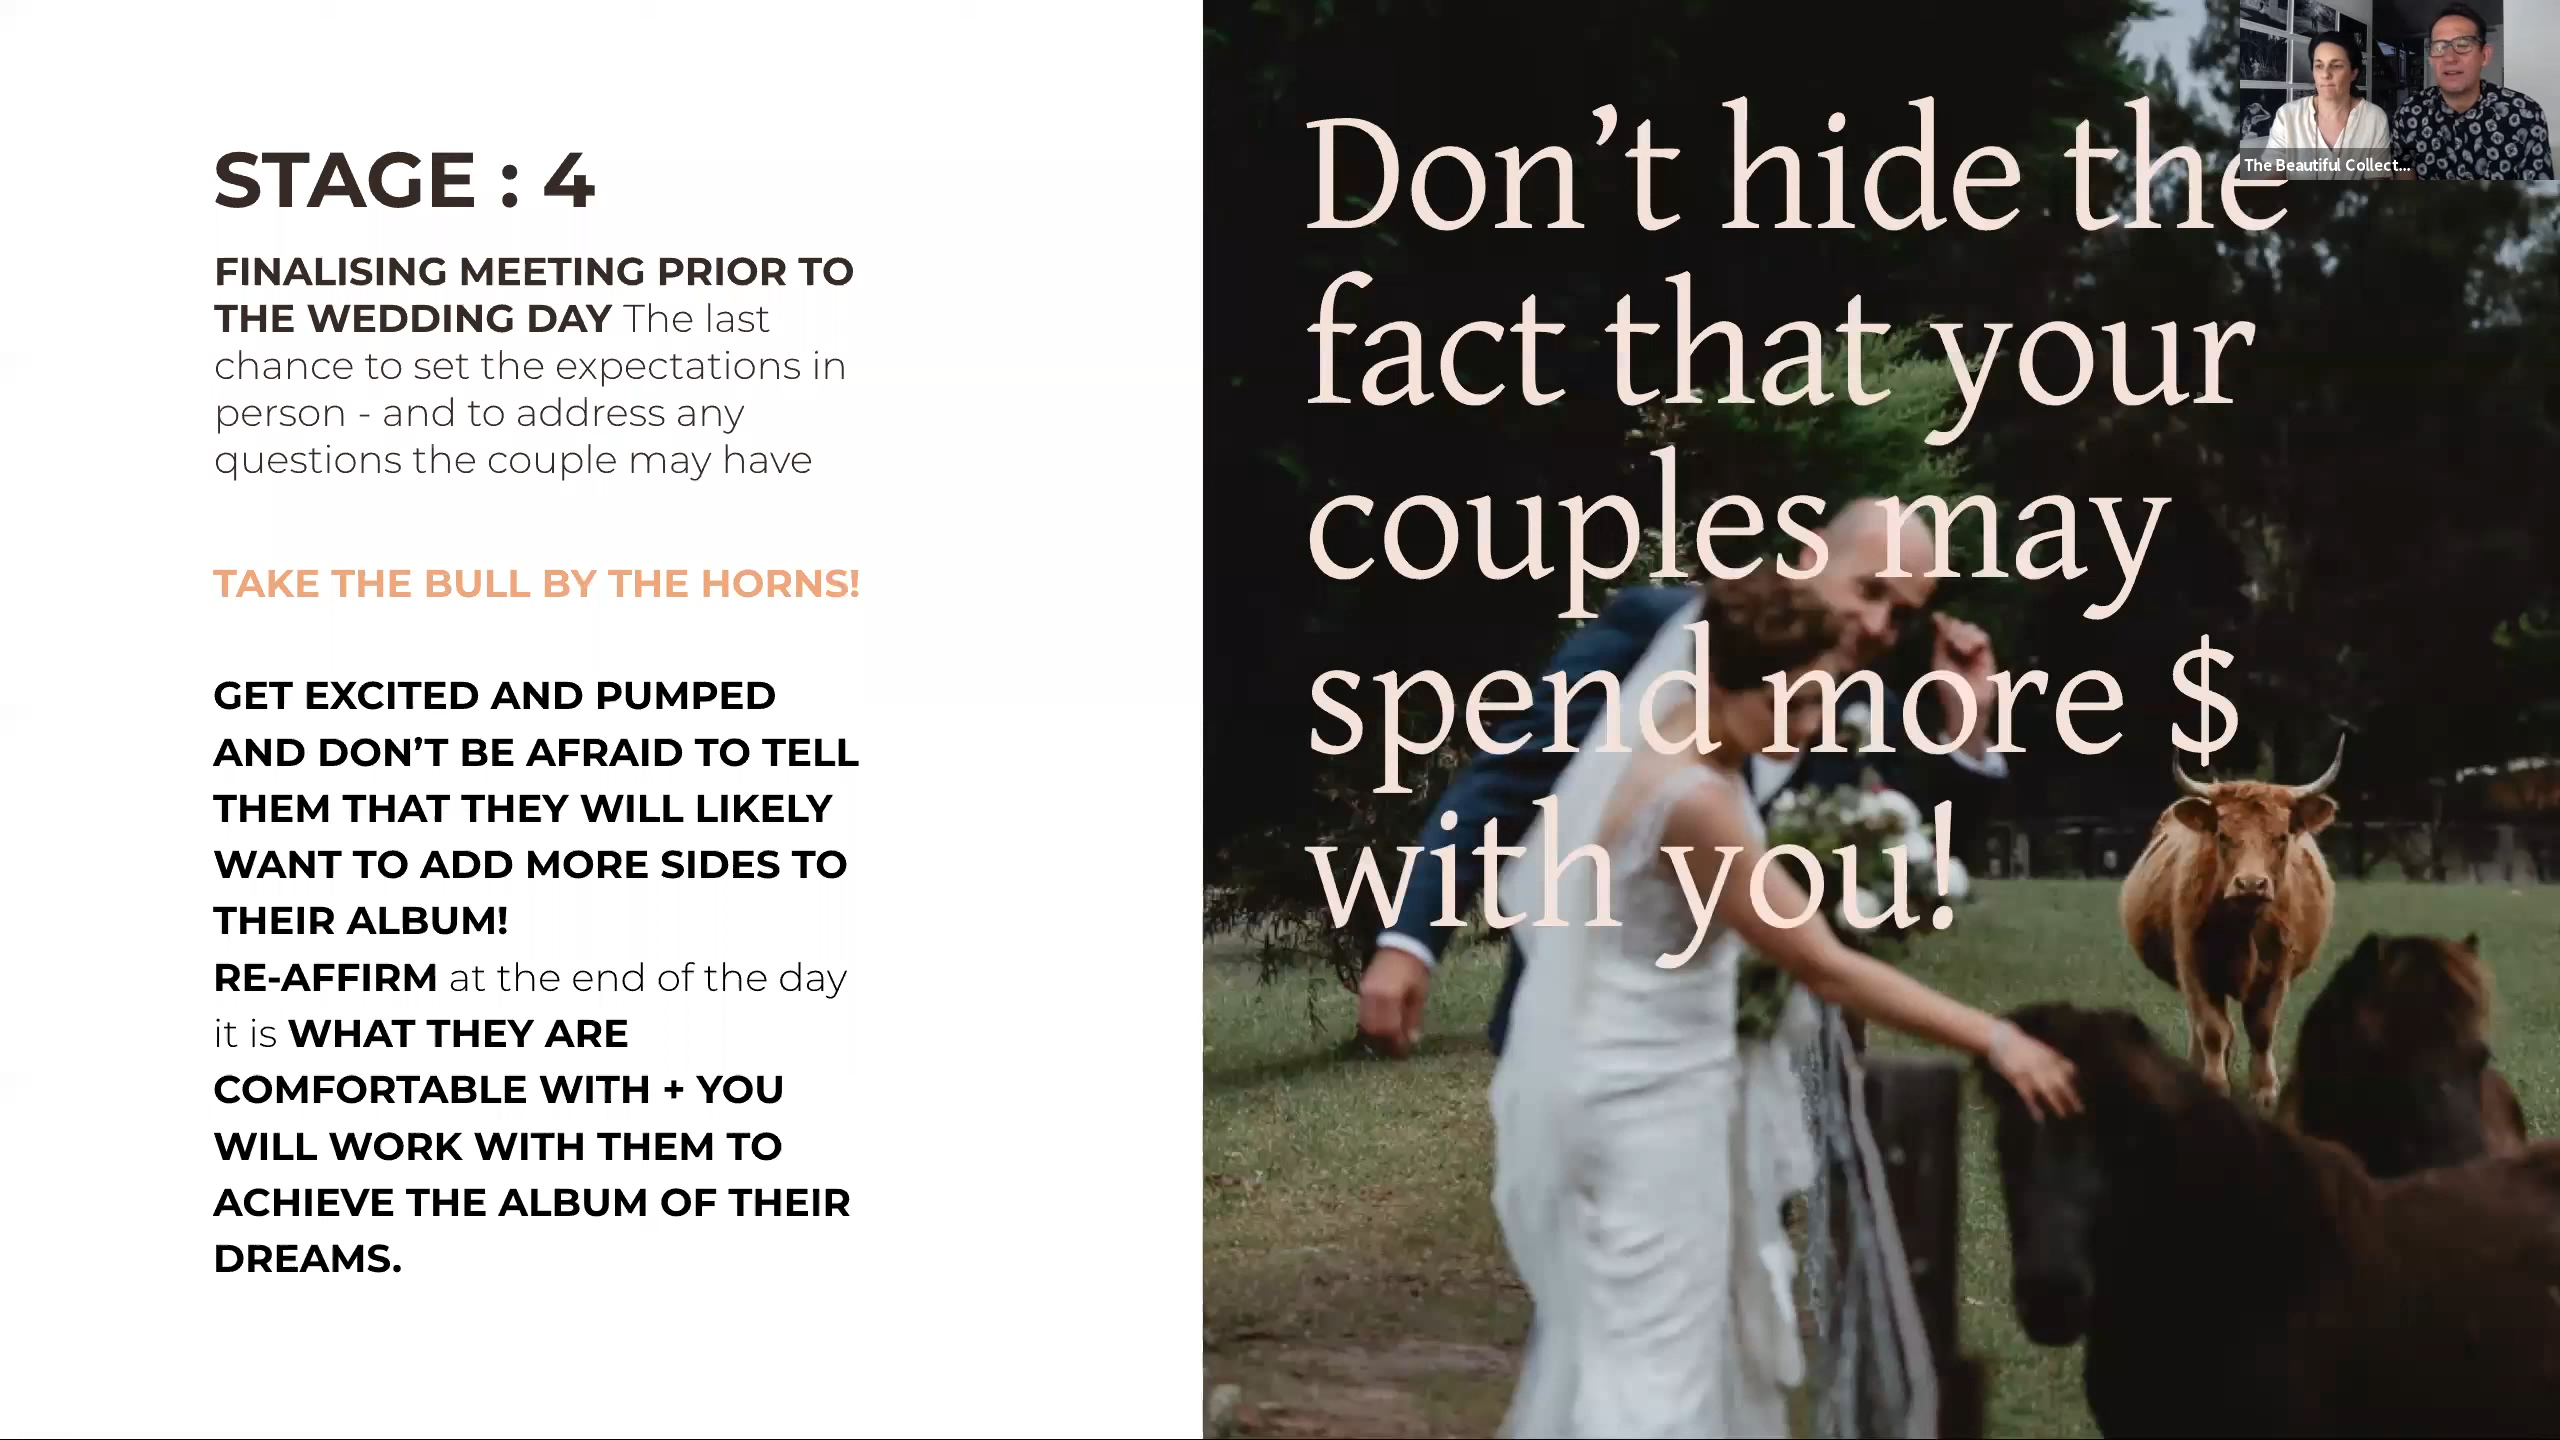 STAGE : 4
FINALISING MEETING PRIOR TO
THE WEDDING DAY The last
chance to set the expectations in
person - and to address any
questions the couple may have
TAKE THE BULL BY THE HORNS!
GET EXCITED AND PUMPED
AND DON’T BE AFRAID TO TELL
THEM THAT THEY WILL LIKELY
WANT TO ADD MORE SIDES TO
THEIR ALBUM!
RE-AFFIRM at the end of the day
it is WHAT THEY ARE
COMFORTABLE WITH + YOU
WILL WORK WITH THEM TO
ACHIEVE THE ALBUM OF THEIR
DREAMS.
Don’t hide the
fact that your
couples may
spend more $
with you!
The Beautiful Collect...